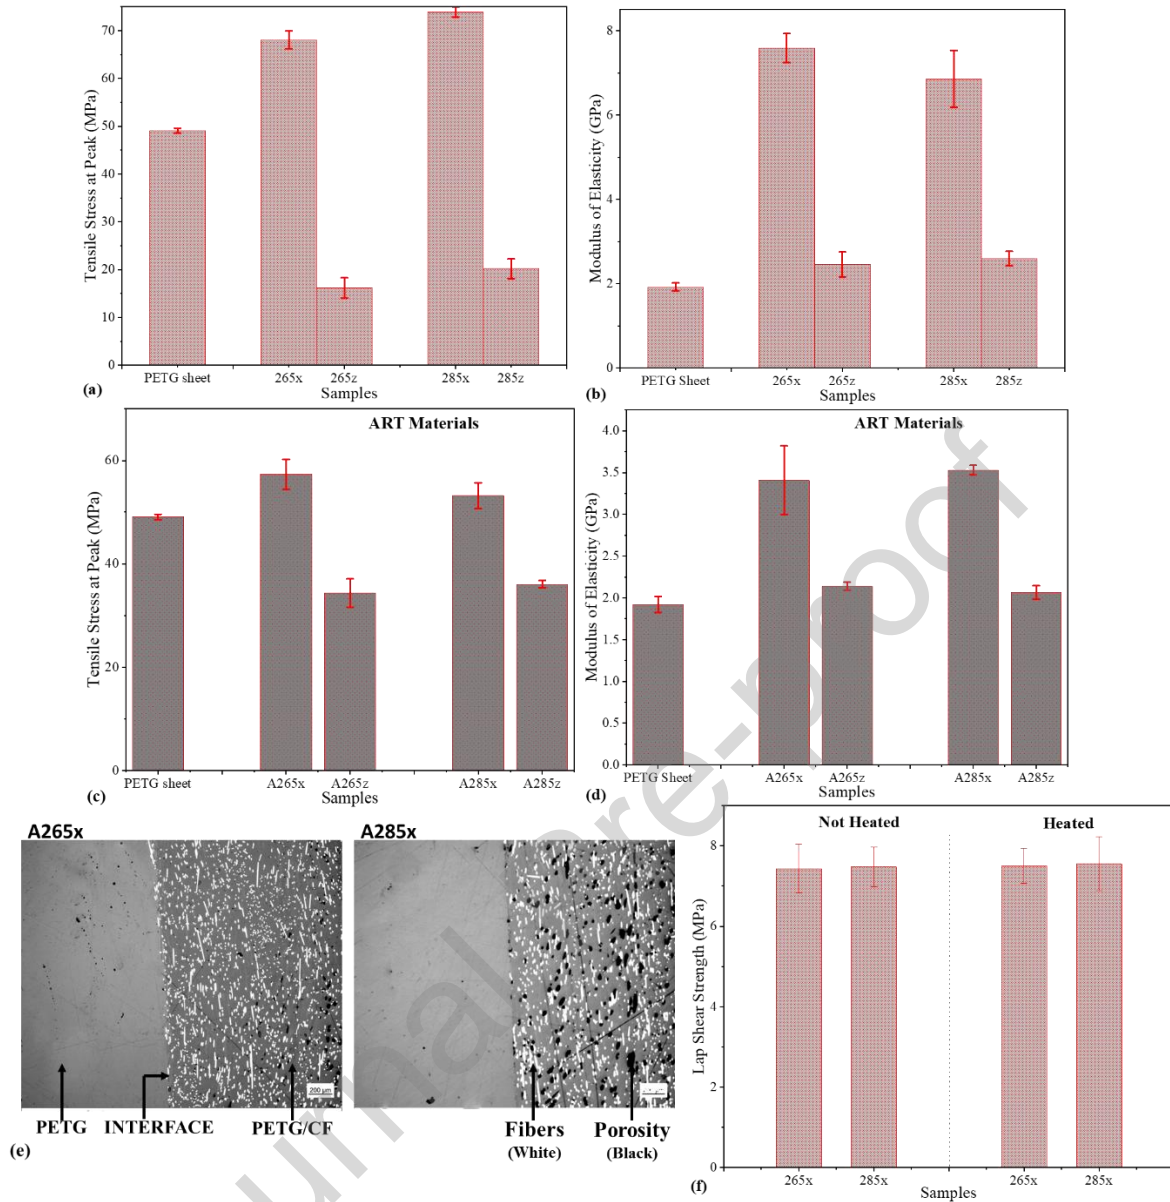 70
60
50
40
30
20
10
0
Tensile Stress at Peak (MPa)
PETG sheet
265x
265z
285x
285z
Samples
(a)
8
6
4
2
0
Modulus of Elasticity (GPa)
PETG Sheet
265x
265z
285x
285z
Samples
(b)
ART Materials
60
40
20
0
Tensile Stress at Peak (MPa)
PETG sheet
A265x
A265z
A285x
A285z
Samples
(c)
ART Materials
4.0
3.5
3.0
2.5
2.0
1.5
1.0
0.5
0.0
Modulus of Elasticity (GPa)
PETG Sheet
A265x
A265z
A285x
A285z
Samples
(d)
A265x
A285x
200 µm
PETG
INTERFACE
PETG/CF
Fibers
(White)
Porosity
(Black)
(e)
Not Heated
Heated
8
6
4
2
0
Lap Shear Strength (MPa)
265x
285x
265x
285x
Samples
(f)